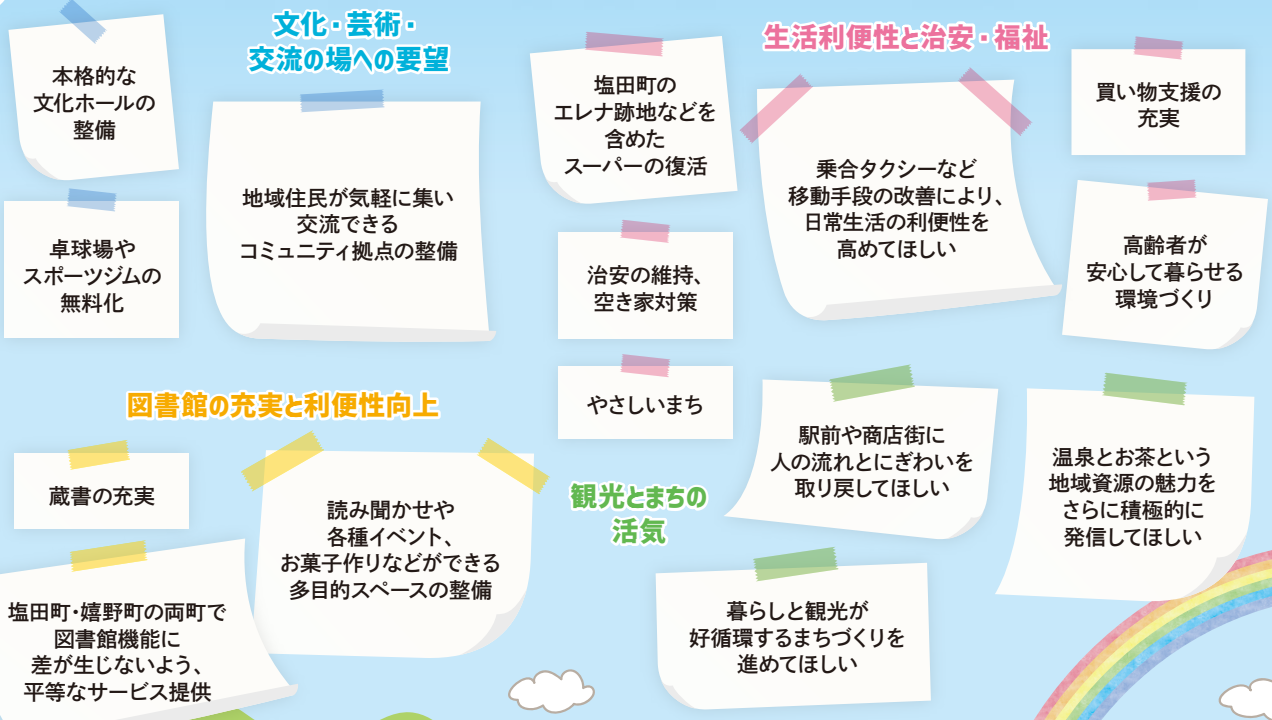 文化・芸術・
交流の場への要望
本格的な
文化ホールの
整備
地域住民が気軽に集い
交流できる
コミュニティ拠点の整備
卓球場や
スポーツジムの
無料化
生活利便性と治安・福祉
塩田町の
エレナ跡地などを
含めた
スーパーの復活
乗合タクシーなど
移動手段の改善により、
日常生活の利便性を
高めてほしい
買い物支援の
充実
治安の維持、
空き家対策
高齢者が
安心して暮らせる
環境づくり
やさしいまち
図書館の充実と利便性向上
蔵書の充実
読み聞かせや
各種イベント、
お菓子作りなどができる
多目的スペースの整備
塩田町・嬉野町の両町で
図書館機能に
差が生じないよう、
平等なサービス提供
観光とまちの
活気
駅前や商店街に
人の流れとにぎわいを
取り戻してほしい
温泉とお茶という
地域資源の魅力を
さらに積極的に
発信してほしい
暮らしと観光が
好循環するまちづくりを
進めてほしい